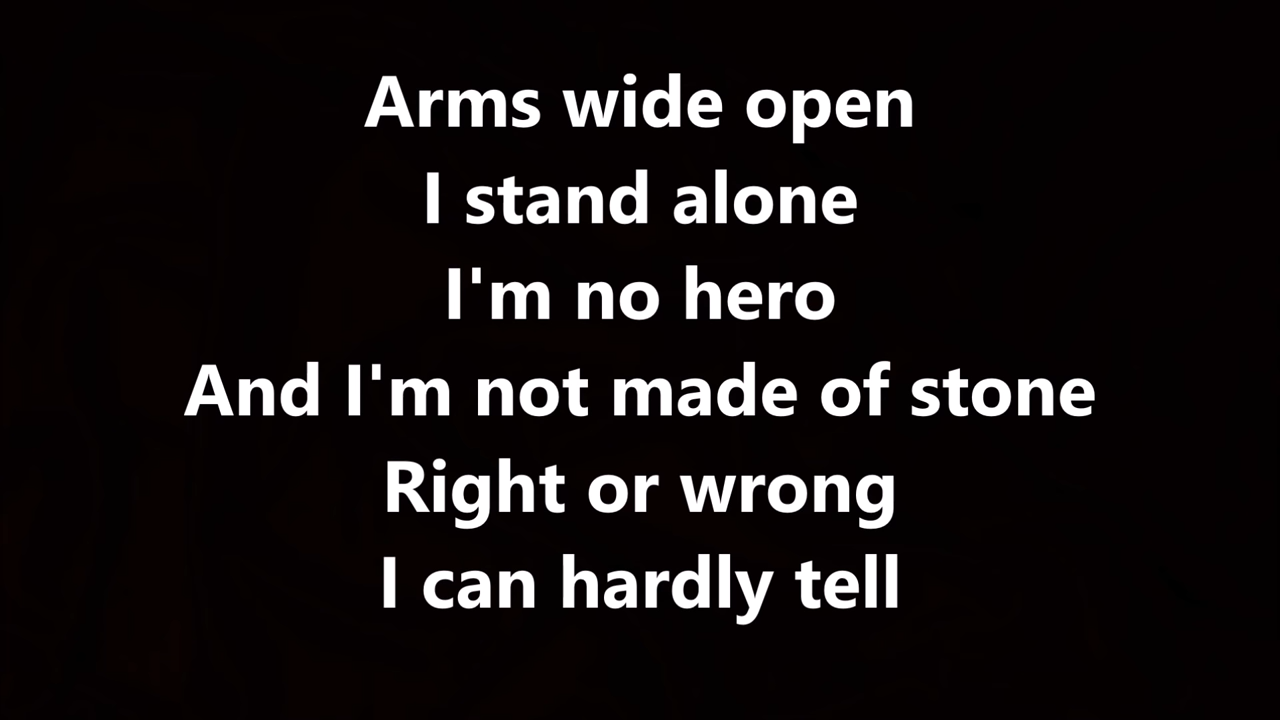 Arms wide open
I stand alone
I'm no hero
And I'm not made of stone
Right or wrong
I can hardly tell